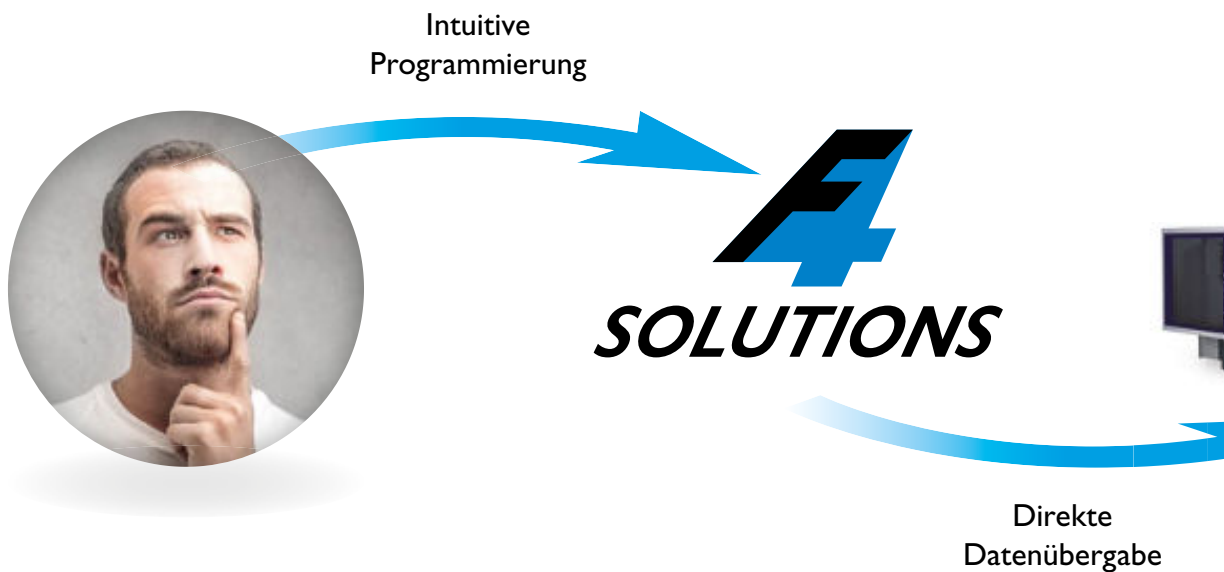 Intuitive
Programmierung
F4
SOLUTIONS
Direkte
Datenübergabe